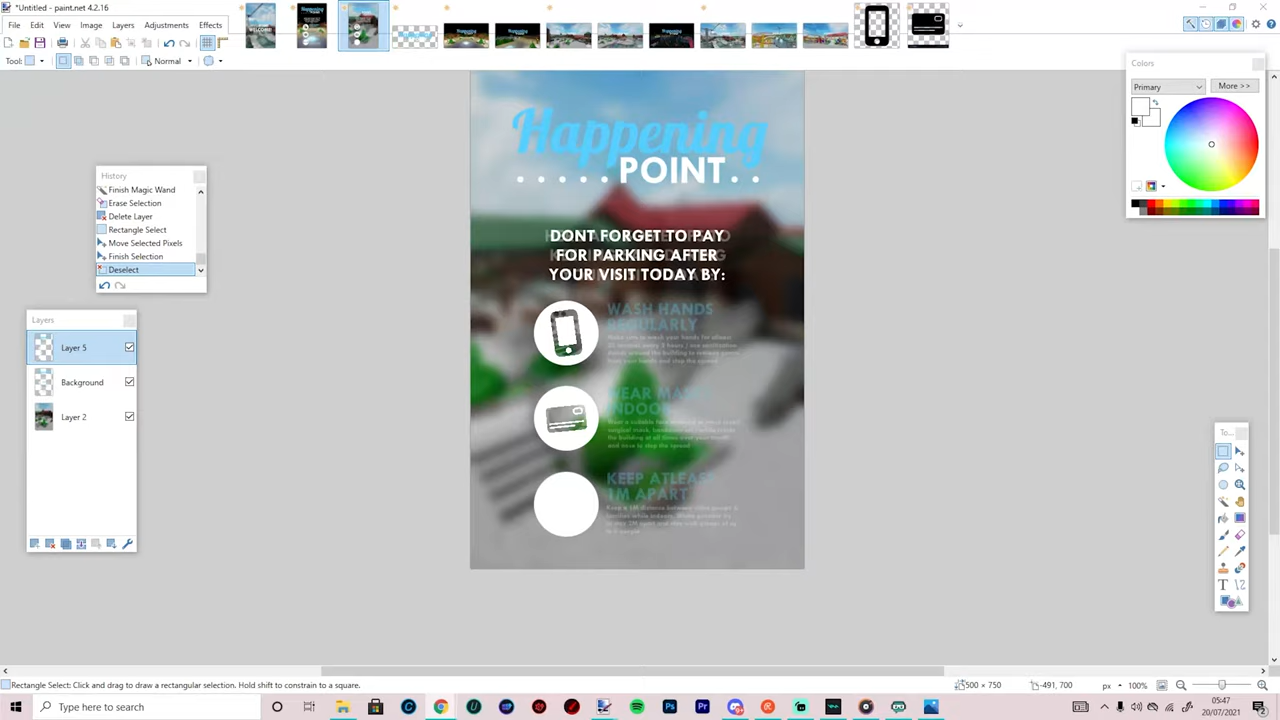 *Untitled - paint.net 4.2.16
File Edit View Image Layers Adjustments Effects
Tool: Normal
Colors
Primary
More >>
History
Finish Magic Wand
Erase Selection
Delete Layer
Rectangle Select
Move Selected Pixels
Finish Selection
Deselect
Layers
Layer 5
Background
Layer 2
Happening
.....POINT..
DONT FORGET TO PAY
FOR PARKING AFTER
YOUR VISIT TODAY BY:
WASH HANDS
REGULARLY
WEAR MASKS
INDOOR
KEEP ATLEAST
1M APART
To...
Rectangle Select: Click and drag to draw a rectangular selection. Hold shift to constrain to a square.
500 × 750
-491, 700
px
100%
Type here to search
05:47
20/07/2021